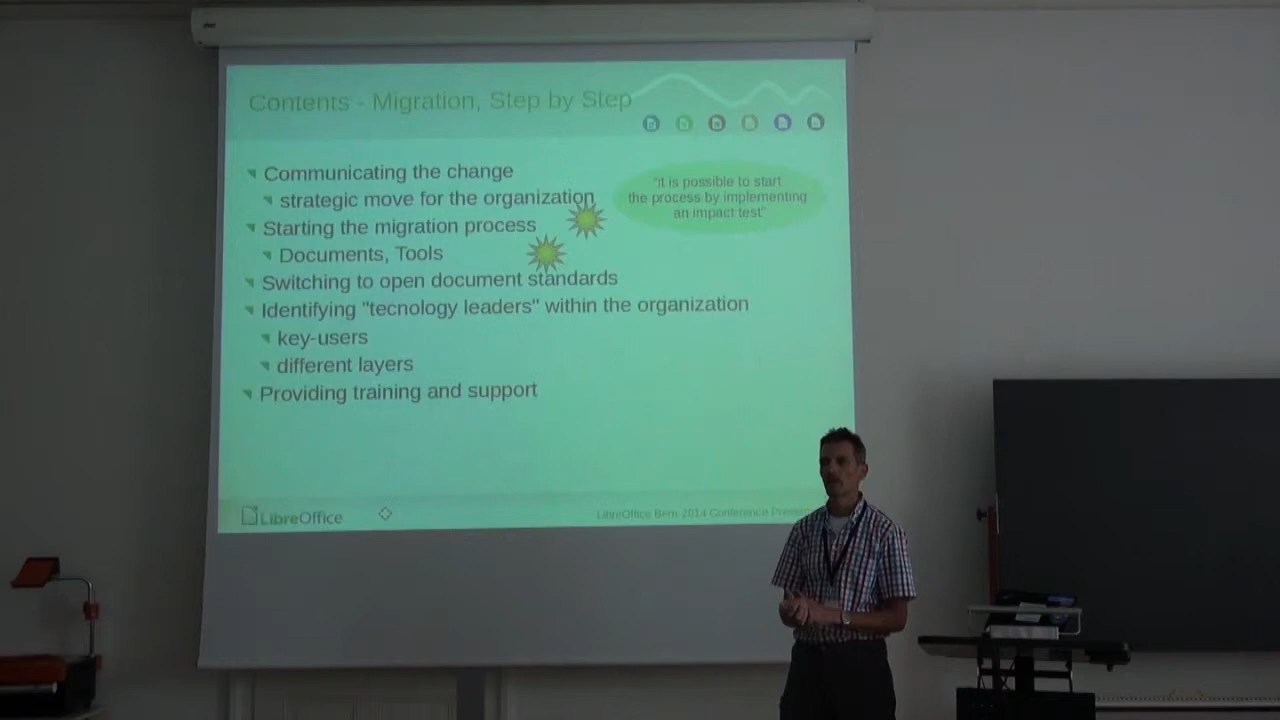 Contents - Migration, Step by Step
Communicating the change
strategic move for the organization
"it is possible to start
the process by implementing
an impact test"
Starting the migration process
Documents, Tools
Switching to open document standards
Identifying "tecnology leaders" within the organization
key-users
different layers
Providing training and support
LibreOffice
LibreOffice Bern 2014 Conference